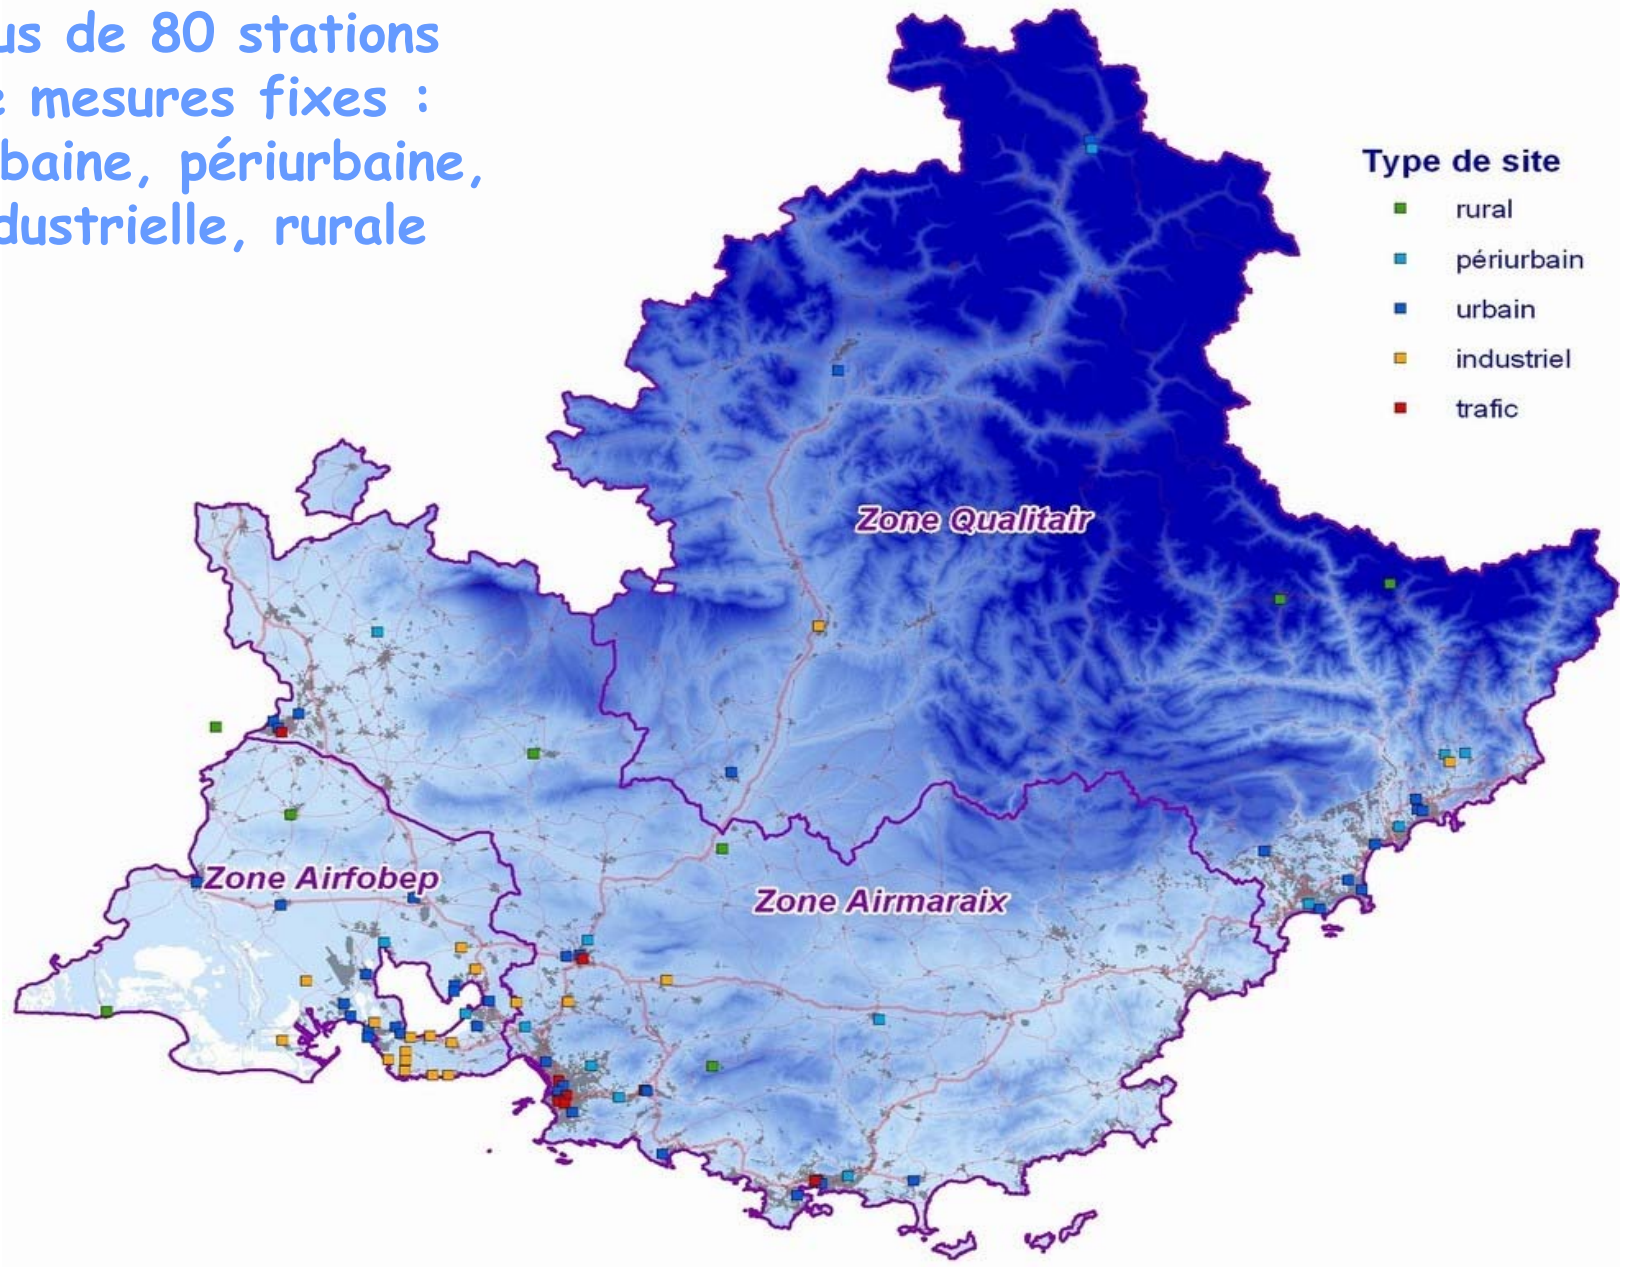 us de 80 stations
e mesures fixes :
baine, périurbaine,
dustrielle, rurale
Type de site
rural
périurbain
urbain
industriel
trafic
Zone Qualitair
Zone Airfobep
Zone Airmaraix